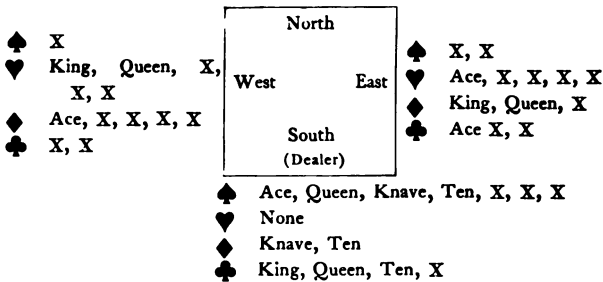 North
♠ X
♥ King, Queen, X,
X, X
♦ Ace, X, X, X, X
♣ X, X
West East
♠ X, X
♥ Ace, X, X, X, X
♦ King, Queen, X
♣ Ace X, X
South
(Dealer)
♠ Ace, Queen, Knave, Ten, X, X, X
♥ None
♦ Knave, Ten
♣ King, Queen, Ten, X